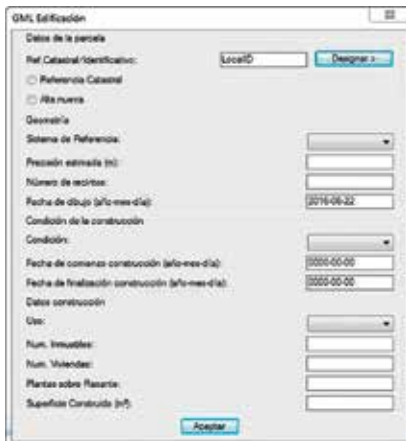 GML Edificación
Datos de la parcela
Ref.Catastral/Identificativo: LocalID Designar >
Referencia Catastral
Alta nueva
Geometría
Sistema de Referencia:
Precisión estimada (m):
Número de recintos:
Fecha de dibujo (año-mes-día): 2016-06-22
Condición de la construcción
Condición:
Fecha de comienzo construcción (año-mes-día): 0000-00-00
Fecha de finalización construcción (año-mes-día): 0000-00-00
Datos construcción
Uso:
Num. Inmuebles:
Num. Viviendas:
Plantas sobre Rasante:
Superficie Construida (m²):
Aceptar